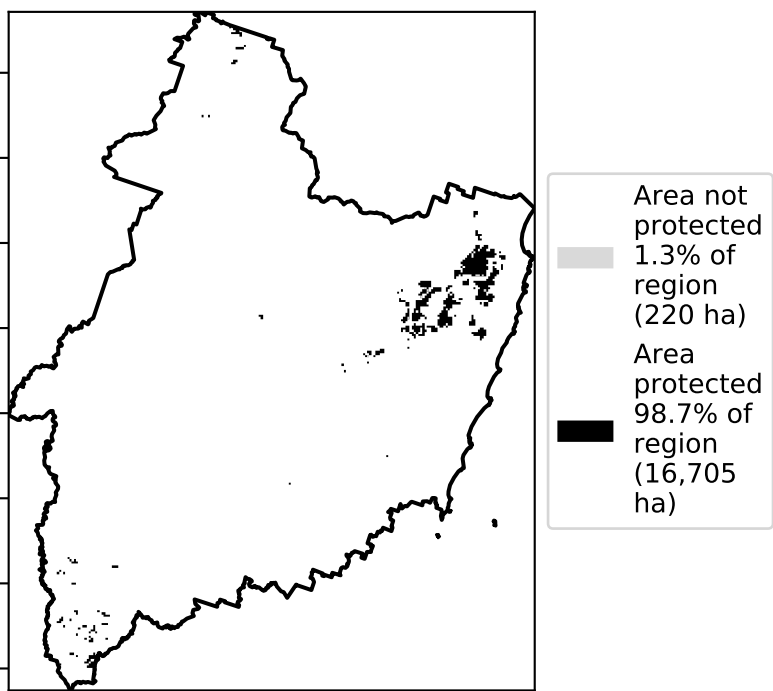 Area not
protected
1.3% of
region
(220 ha)
Area
protected
98.7% of
region
(16,705
ha)